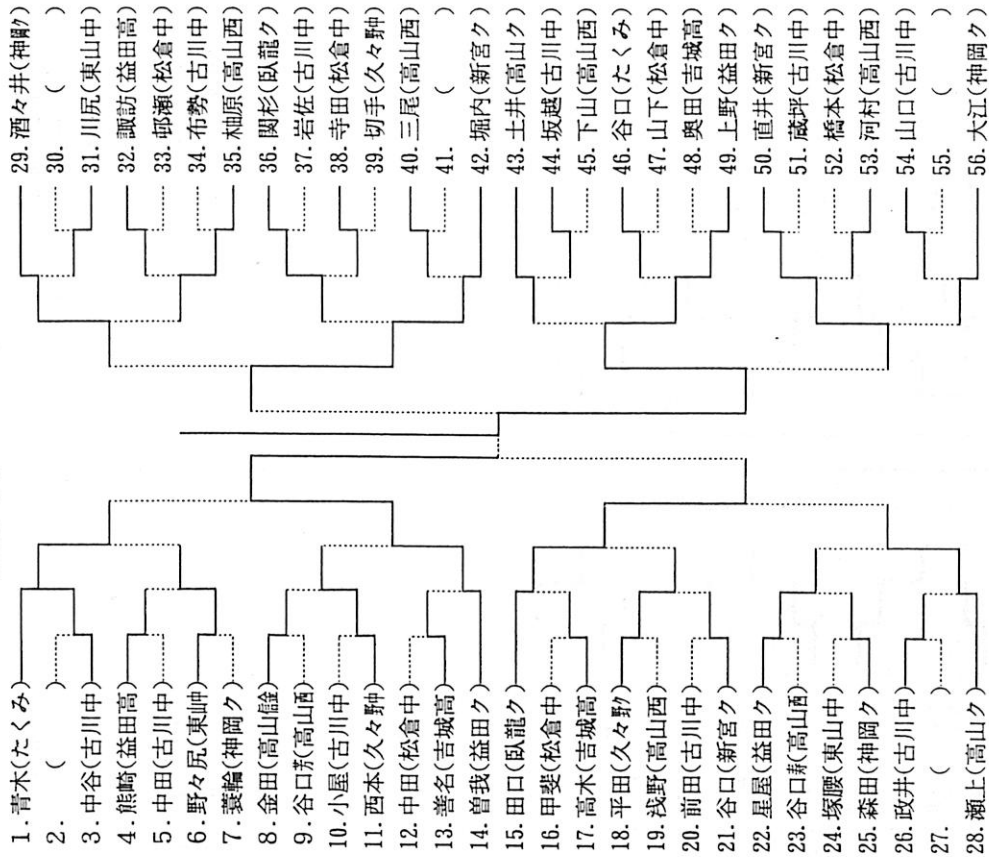 1. 青木(たくみ)
2. (　　)
3. 中谷(古川中)
4. 熊崎(益田高)
5. 中田(古川中)
6. 野々尻(東山中)
7. 蓑輪(神岡ク)
8. 金田(高山信金)
9. 谷口芳(高山西)
10. 小屋(古川中)
11. 西本(久々野中)
12. 中田(松倉中)
13. 善名(吉城高)
14. 曽我(益田ク)
15. 田口(臥龍ク)
16. 甲斐(松倉中)
17. 高木(吉城高)
18. 平田(久々野ク)
19. 浅野(高山西)
20. 前田(古川中)
21. 谷口(新宮ク)
22. 星屋(益田ク)
23. 谷口寿(高山西)
24. 塚腰(東山中)
25. 森田(神岡ク)
26. 政井(古川中)
27. (　　)
28. 瀬上(高山ク)
29. 酒々井(神岡ク)
30. (　　)
31. 川尻(東山中)
32. 諏訪(益田高)
33. 邨瀬(松倉中)
34. 布勢(古川中)
35. 柚原(高山西)
36. 関杉(臥龍ク)
37. 岩佐(古川中)
38. 寺田(松倉中)
39. 切手(久々野中)
40. 三尾(高山西)
41. (　　)
42. 堀内(新宮ク)
43. 土井(高山ク)
44. 坂越(古川中)
45. 下山(高山西)
46. 谷口(たくみ)
47. 山下(松倉中)
48. 奥田(吉城高)
49. 上野(益田ク)
50. 直井(新宮ク)
51. 蔵坪(古川中)
52. 橋本(松倉中)
53. 河村(高山西)
54. 山口(古川中)
55. (　　)
56. 大江(神岡ク)